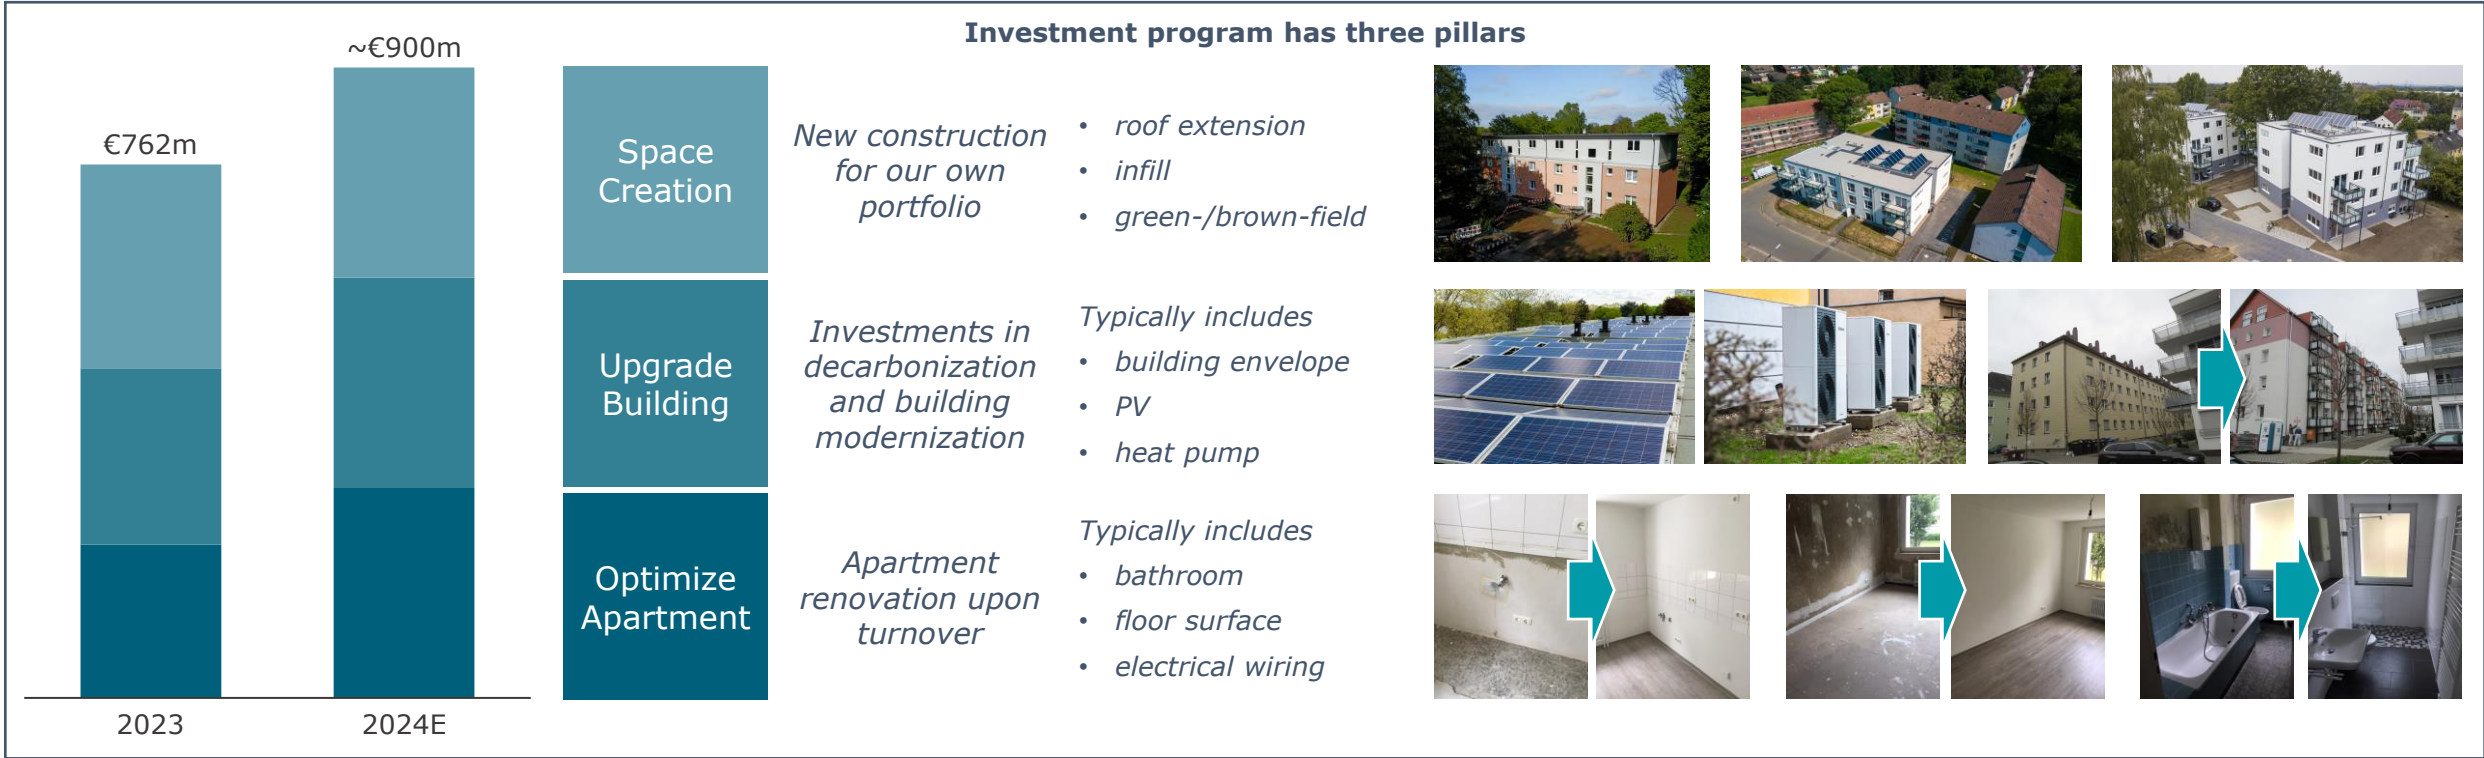 Investment program has three pillars
~€900m
€762m
2023
2024E
Space
Creation
New construction
for our own
portfolio
• roof extension
• infill
• green-/brown-field
Upgrade
Building
Investments in
decarbonization
and building
modernization
Typically includes
• building envelope
• PV
• heat pump
Optimize
Apartment
Apartment
renovation upon
turnover
Typically includes
• bathroom
• floor surface
• electrical wiring